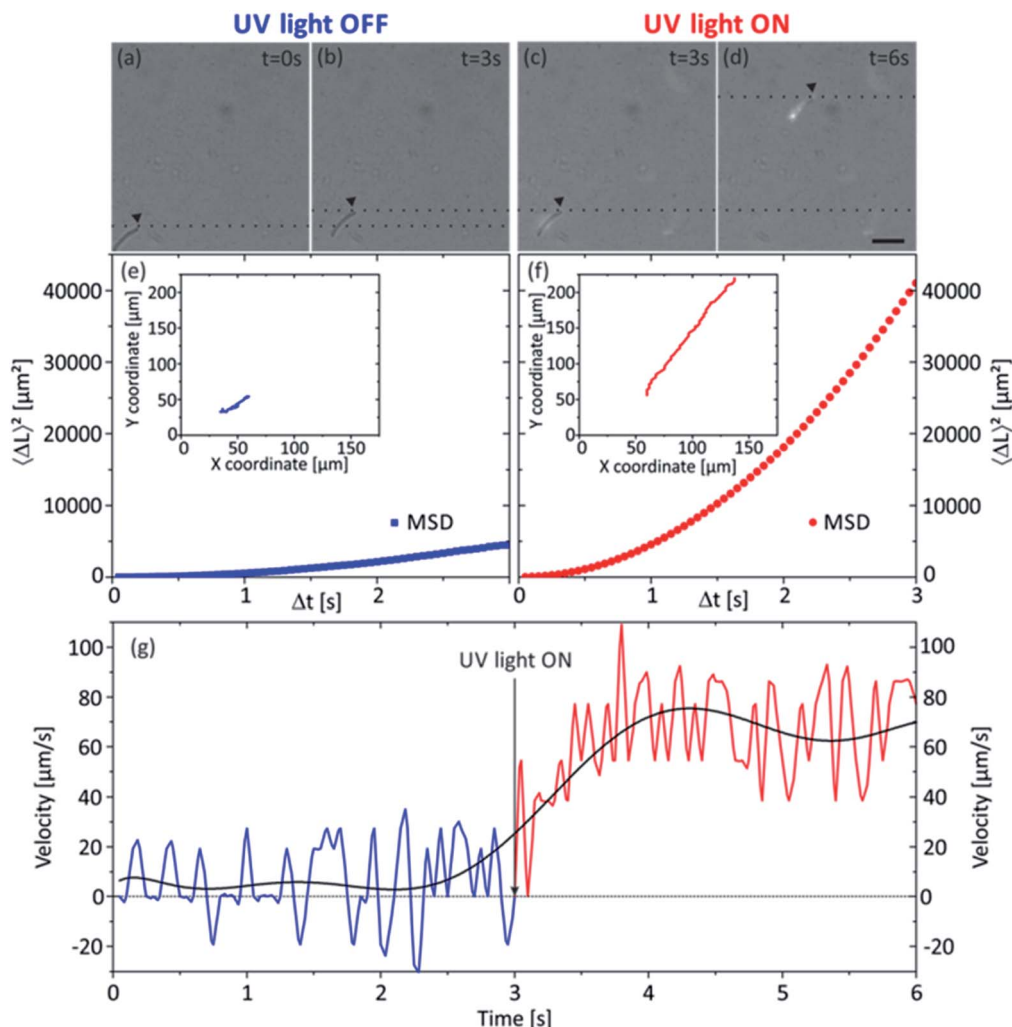 UV light OFF
UV light ON
(a)
t=0s
(b)
t=3s
(c)
t=3s
(d)
t=6s
(e)
Y coordinate [µm]
200
150
100
50
0
0
50
100
150
X coordinate [µm]
⟨ΔL⟩² [µm²]
40000
30000
20000
10000
0
MSD
0
1
2
Δt [s]
(f)
Y coordinate [µm]
200
150
100
50
0
0
50
100
150
X coordinate [µm]
MSD
0
1
2
3
Δt [s]
40000
30000
20000
10000
0
⟨ΔL⟩² [µm²]
(g)
UV light ON
Velocity [µm/s]
100
80
60
40
20
0
-20
100
80
60
40
20
0
-20
Velocity [µm/s]
0
1
2
3
4
5
6
Time [s]